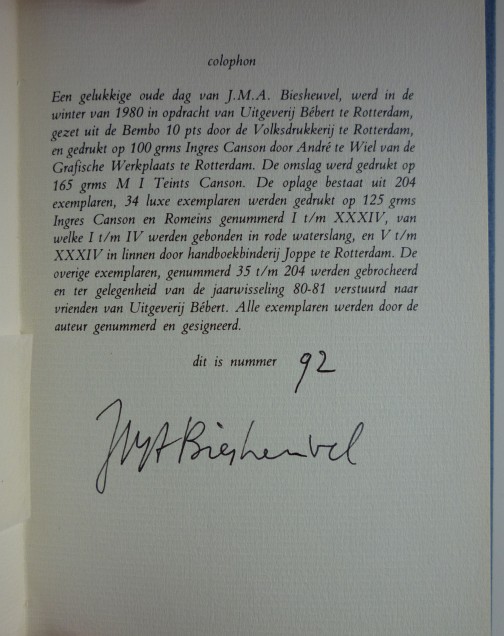 colophon
Een gelukkige oude dag van J.M.A. Biesheuvel, werd in de
winter van 1980 in opdracht van Uitgeverij Bébert te Rotterdam,
gezet uit de Bembo 10 pts door de Volksdrukkerij te Rotterdam,
en gedrukt op 100 grms Ingres Canson door André te Wiel van de
Grafische Werkplaats te Rotterdam. De omslag werd gedrukt op
165 grms M I Teints Canson. De oplage bestaat uit 204
exemplaren, 34 luxe exemplaren werden gedrukt op 125 grms
Ingres Canson en Romeins genummerd I t/m XXXIV, van
welke I t/m IV werden gebonden in rode waterslang, en V t/m
XXXIV in linnen door handboekbinderij Joppe te Rotterdam. De
overige exemplaren, genummerd 35 t/m 204 werden gebrocheerd
en ter gelegenheid van de jaarwisseling 80-81 verstuurd naar
vrienden van Uitgeverij Bébert. Alle exemplaren werden door de
auteur genummerd en gesigneerd.
dit is nummer 92
JMA Biesheuvel